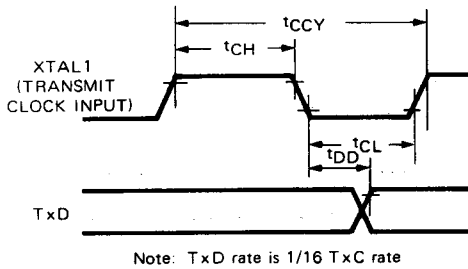 tCCY
tCH
XTAL1
(TRANSMIT
CLOCK INPUT)
tCL
tDD
TxD
Note: TxD rate is 1/16 TxC rate